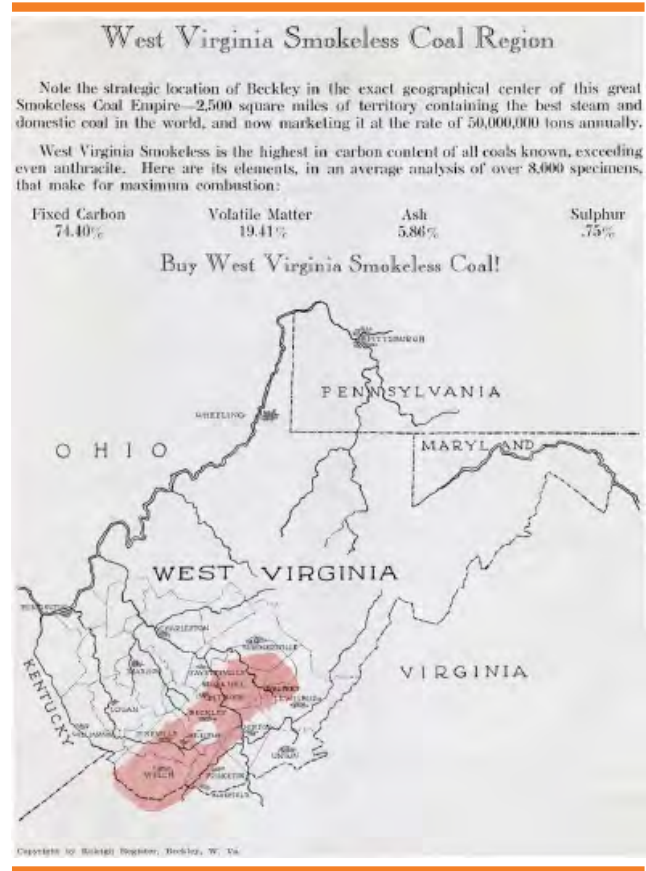 West Virginia Smokeless Coal Region
Note the strategic location of Beckley in the exact geographical center of this great
Smokeless Coal Empire—2,500 square miles of territory containing the best steam and
domestic coal in the world, and now marketing it at the rate of 50,000,000 tons annually.
West Virginia Smokeless is the highest in carbon content of all coals known, exceeding
even anthracite. Here are its elements, in an average analysis of over 8,000 specimens,
that make for maximum combustion:
Fixed Carbon Volatile Matter Ash Sulphur
74.40% 19.41% 5.86% .75%
Buy West Virginia Smokeless Coal!
PITTSBURGH
PENNSYLVANIA
WHEELING
OHIO
MARYLAND
WEST VIRGINIA
CHARLESTON
SUMMERSVILLE
KENTUCKY
VIRGINIA
MADISON
FAYETTEVILLE
LOGAN
BECKLEY
HINTON
UNION
WELCH
PRINCETON
Copyright by Raleigh Register, Beckley, W. Va.